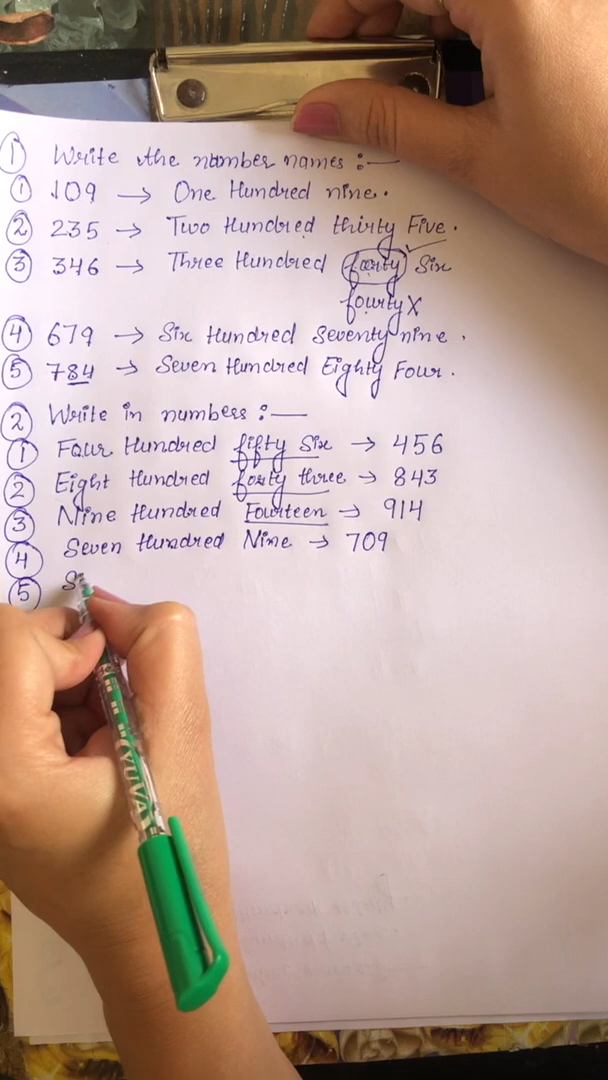 ① Write the number names :—
① 109 → One Hundred nine.
② 235 → Two Hundred thirty Five.
③ 346 → Three Hundred forty Six
fourty X
④ 679 → Six Hundred Seventy nine.
⑤ 784 → Seven Hundred Eighty Four.
② Write in numbers :—
① Four Hundred fifty Six → 456
② Eight Hundred forty three → 843
③ Nine Hundred Fourteen → 914
④ Seven Hundred Nine → 709
⑤ Si